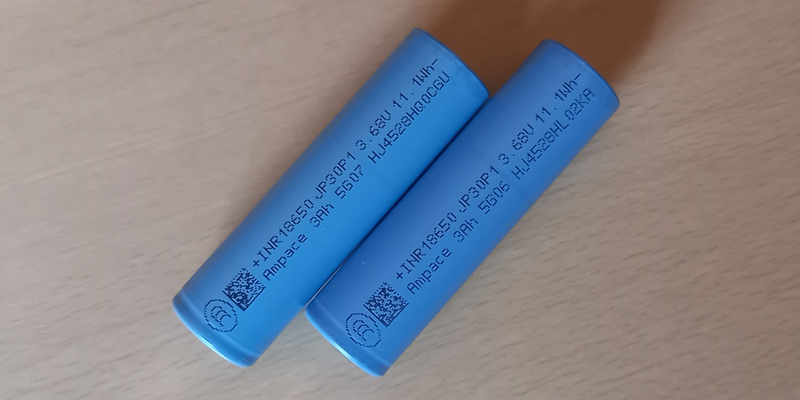 +INR18650 JP30P1 3.68V 11.1Wh-
Ampace 3Ah 5G07 HJ4528HQ0CGU
+INR18650 JP30P1 3.68V 11.1Wh-
Ampace 3Ah 5G06 HJ4528HL02KA